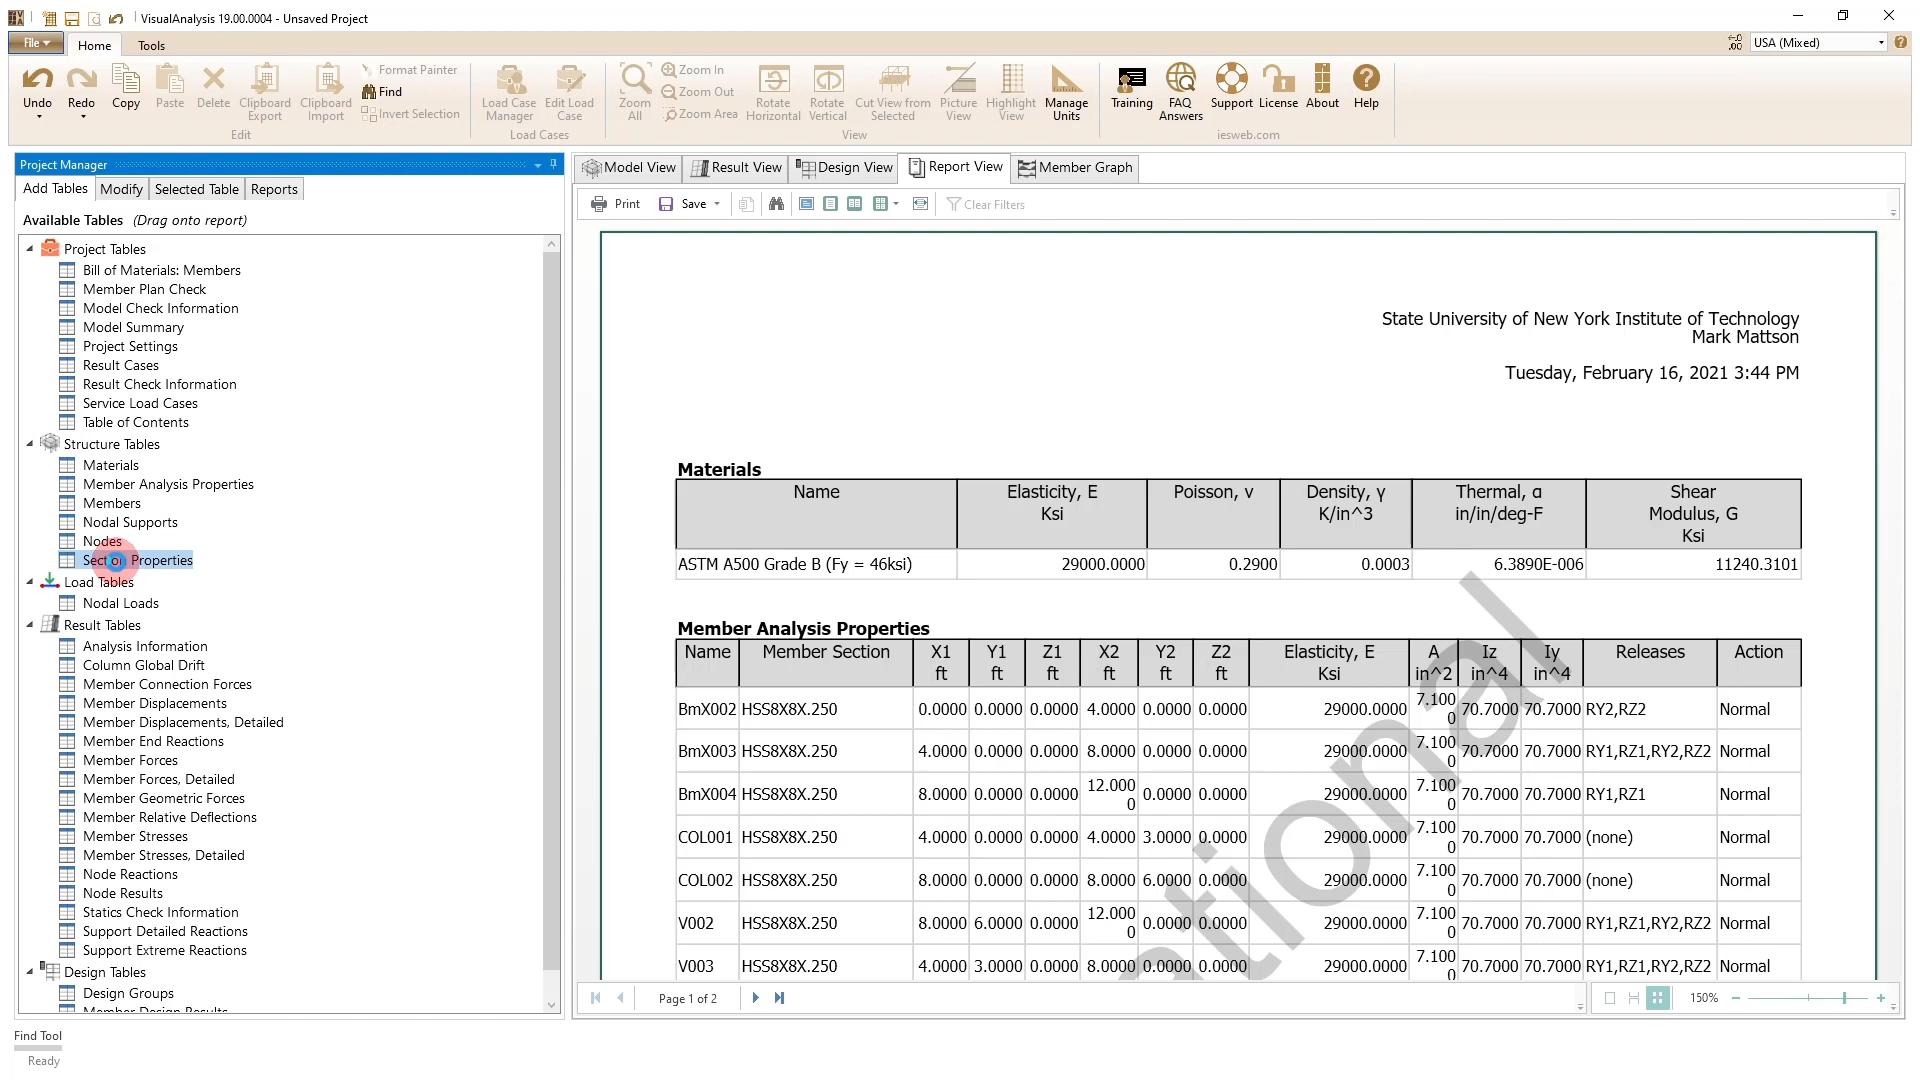 VisualAnalysis 19.00.0004 - Unsaved Project
File Home Tools USA (Mixed)
Undo Redo Copy Paste Delete Clipboard Export Clipboard Import Format Painter Find Invert Selection
Edit
Load Case Manager Edit Load Case
Load Cases
Zoom All Zoom In Zoom Out Zoom Area Rotate Horizontal Rotate Vertical Cut View from Selected Picture View Highlight View Manage Units
View
Training FAQ Answers Support License About Help
iesweb.com
Project Manager
Add Tables Modify Selected Table Reports
Available Tables (Drag onto report)
Project Tables
Bill of Materials: Members
Member Plan Check
Model Check Information
Model Summary
Project Settings
Result Cases
Result Check Information
Service Load Cases
Table of Contents
Structure Tables
Materials
Member Analysis Properties
Members
Nodal Supports
Nodes
Section Properties
Load Tables
Nodal Loads
Result Tables
Analysis Information
Column Global Drift
Member Connection Forces
Member Displacements
Member Displacements, Detailed
Member End Reactions
Member Forces
Member Forces, Detailed
Member Geometric Forces
Member Relative Deflections
Member Stresses
Member Stresses, Detailed
Node Reactions
Node Results
Statics Check Information
Support Detailed Reactions
Support Extreme Reactions
Design Tables
Design Groups
Member Design Results
Find Tool
Ready
Model View Result View Design View Report View Member Graph
Print Save Clear Filters
State University of New York Institute of Technology
Mark Mattson
Tuesday, February 16, 2021 3:44 PM
Materials
Name Elasticity, E Poisson, ν Density, γ Thermal, α Shear
Ksi K/in^3 in/in/deg-F Modulus, G
Ksi
ASTM A500 Grade B (Fy = 46ksi) 29000.0000 0.2900 0.0003 6.3890E-006 11240.3101
Member Analysis Properties
Name Member Section X1 Y1 Z1 X2 Y2 Z2 Elasticity, E A Iz Iy Releases Action
ft ft ft ft ft ft Ksi in^2 in^4 in^4
BmX002 HSS8X8X.250 0.0000 0.0000 0.0000 4.0000 0.0000 0.0000 29000.0000 7.1000 70.7000 70.7000 RY2,RZ2 Normal
BmX003 HSS8X8X.250 4.0000 0.0000 0.0000 8.0000 0.0000 0.0000 29000.0000 7.1000 70.7000 70.7000 RY1,RZ1,RY2,RZ2 Normal
BmX004 HSS8X8X.250 8.0000 0.0000 0.0000 12.0000 0.0000 0.0000 29000.0000 7.1000 70.7000 70.7000 RY1,RZ1 Normal
COL001 HSS8X8X.250 4.0000 0.0000 0.0000 4.0000 3.0000 0.0000 29000.0000 7.1000 70.7000 70.7000 (none) Normal
COL002 HSS8X8X.250 8.0000 0.0000 0.0000 8.0000 6.0000 0.0000 29000.0000 7.1000 70.7000 70.7000 (none) Normal
V002 HSS8X8X.250 8.0000 6.0000 0.0000 12.0000 0.0000 0.0000 29000.0000 7.1000 70.7000 70.7000 RY1,RZ1,RY2,RZ2 Normal
V003 HSS8X8X.250 4.0000 3.0000 0.0000 8.0000 6.0000 0.0000 29000.0000 7.1000 70.7000 70.7000 RY1,RZ1,RY2,RZ2 Normal
ational
Page 1 of 2 150%